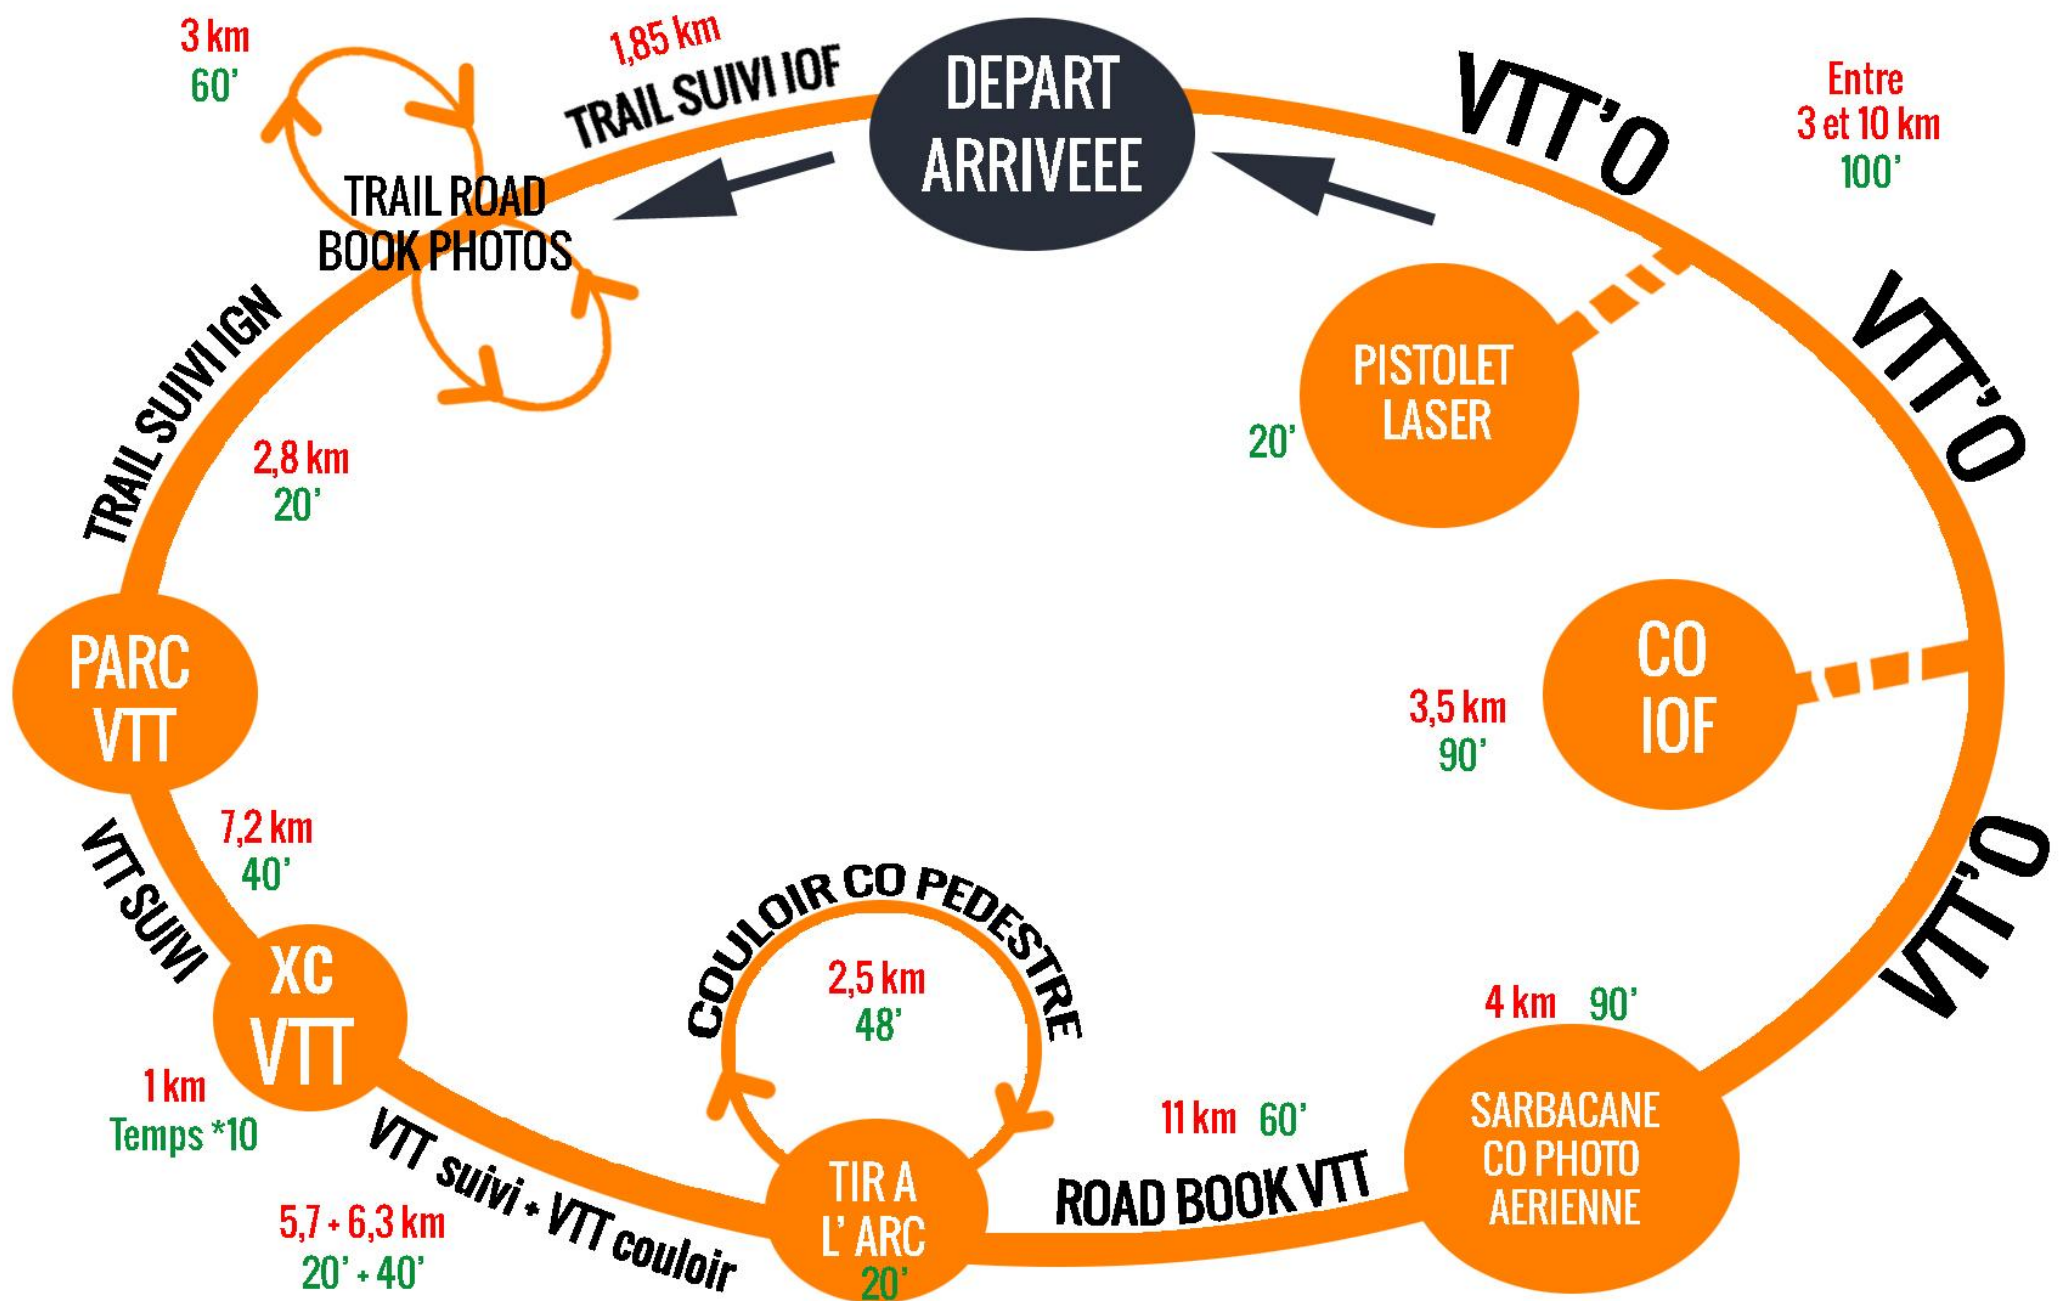 DEPART
ARRIVEEE
1,85 km
TRAIL SUIVI IOF
3 km
60'
TRAIL ROAD
BOOK PHOTOS
TRAIL SUIVI IGN
2,8 km
20'
PARC
VTT
7,2 km
40'
VTT SUIVI
XC
VTT
1 km
Temps *10
VTT suivi + VTT couloir
5,7 + 6,3 km
20' + 40'
COULOIR CO PEDESTRE
2,5 km
48'
TIR A
L' ARC
20'
11 km 60'
ROAD BOOK VTT
4 km 90'
SARBACANE
CO PHOTO
AERIENNE
VTT'O
CO
IOF
3,5 km
90'
VTT'O
PISTOLET
LASER
20'
VTT'O
Entre
3 et 10 km
100'